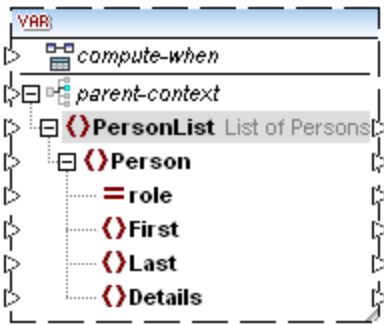 VAR
compute-when
parent-context
PersonList List of Persons
Person
role
First
Last
Details